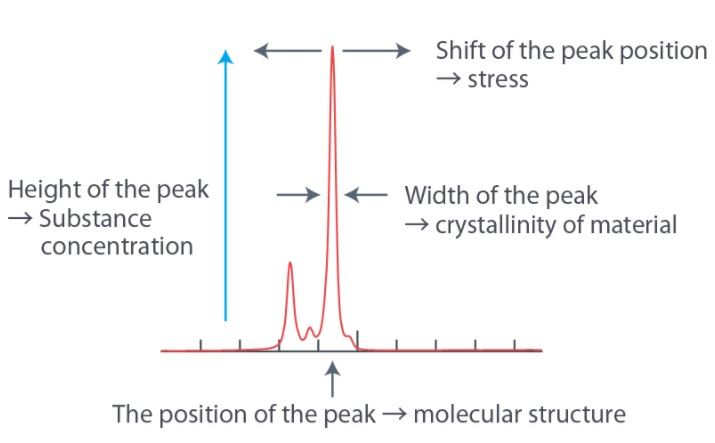 Shift of the peak position
→ stress
Height of the peak
→ Substance
concentration
Width of the peak
→ crystallinity of material
The position of the peak → molecular structure